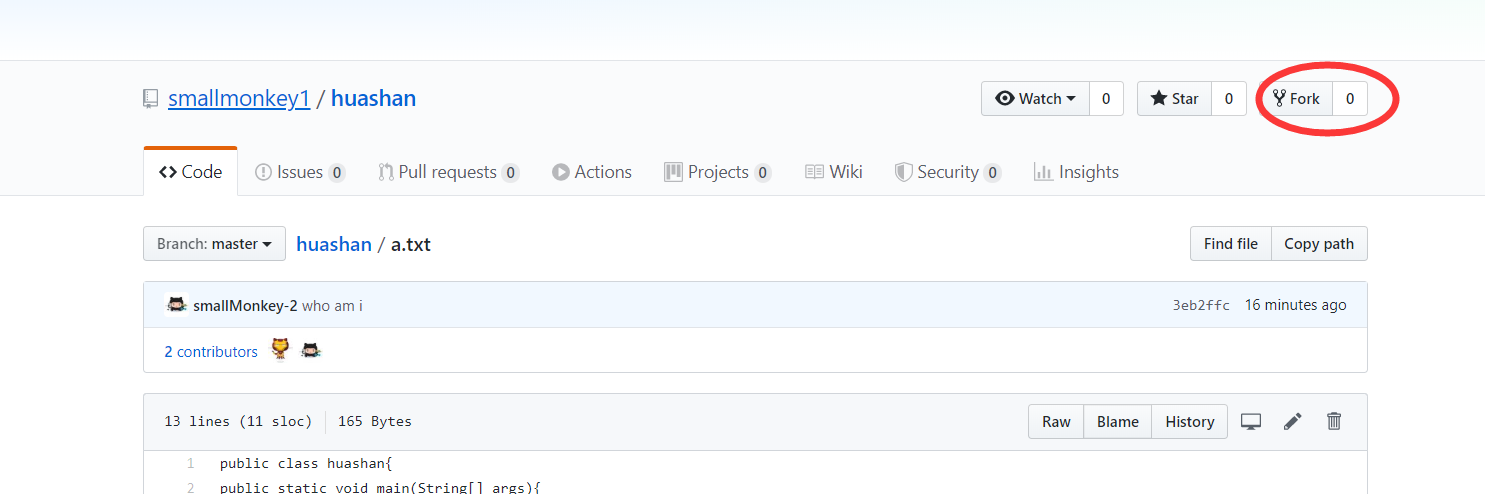 smallmonkey1 / huashan Watch 0 Star 0 Fork 0
Code Issues 0 Pull requests 0 Actions Projects 0 Wiki Security 0 Insights
Branch: master huashan / a.txt Find file Copy path
smallMonkey-2 who am i 3eb2ffc 16 minutes ago
2 contributors
13 lines (11 sloc) 165 Bytes Raw Blame History
1 public class huashan{
2 public static void main(String[] args){